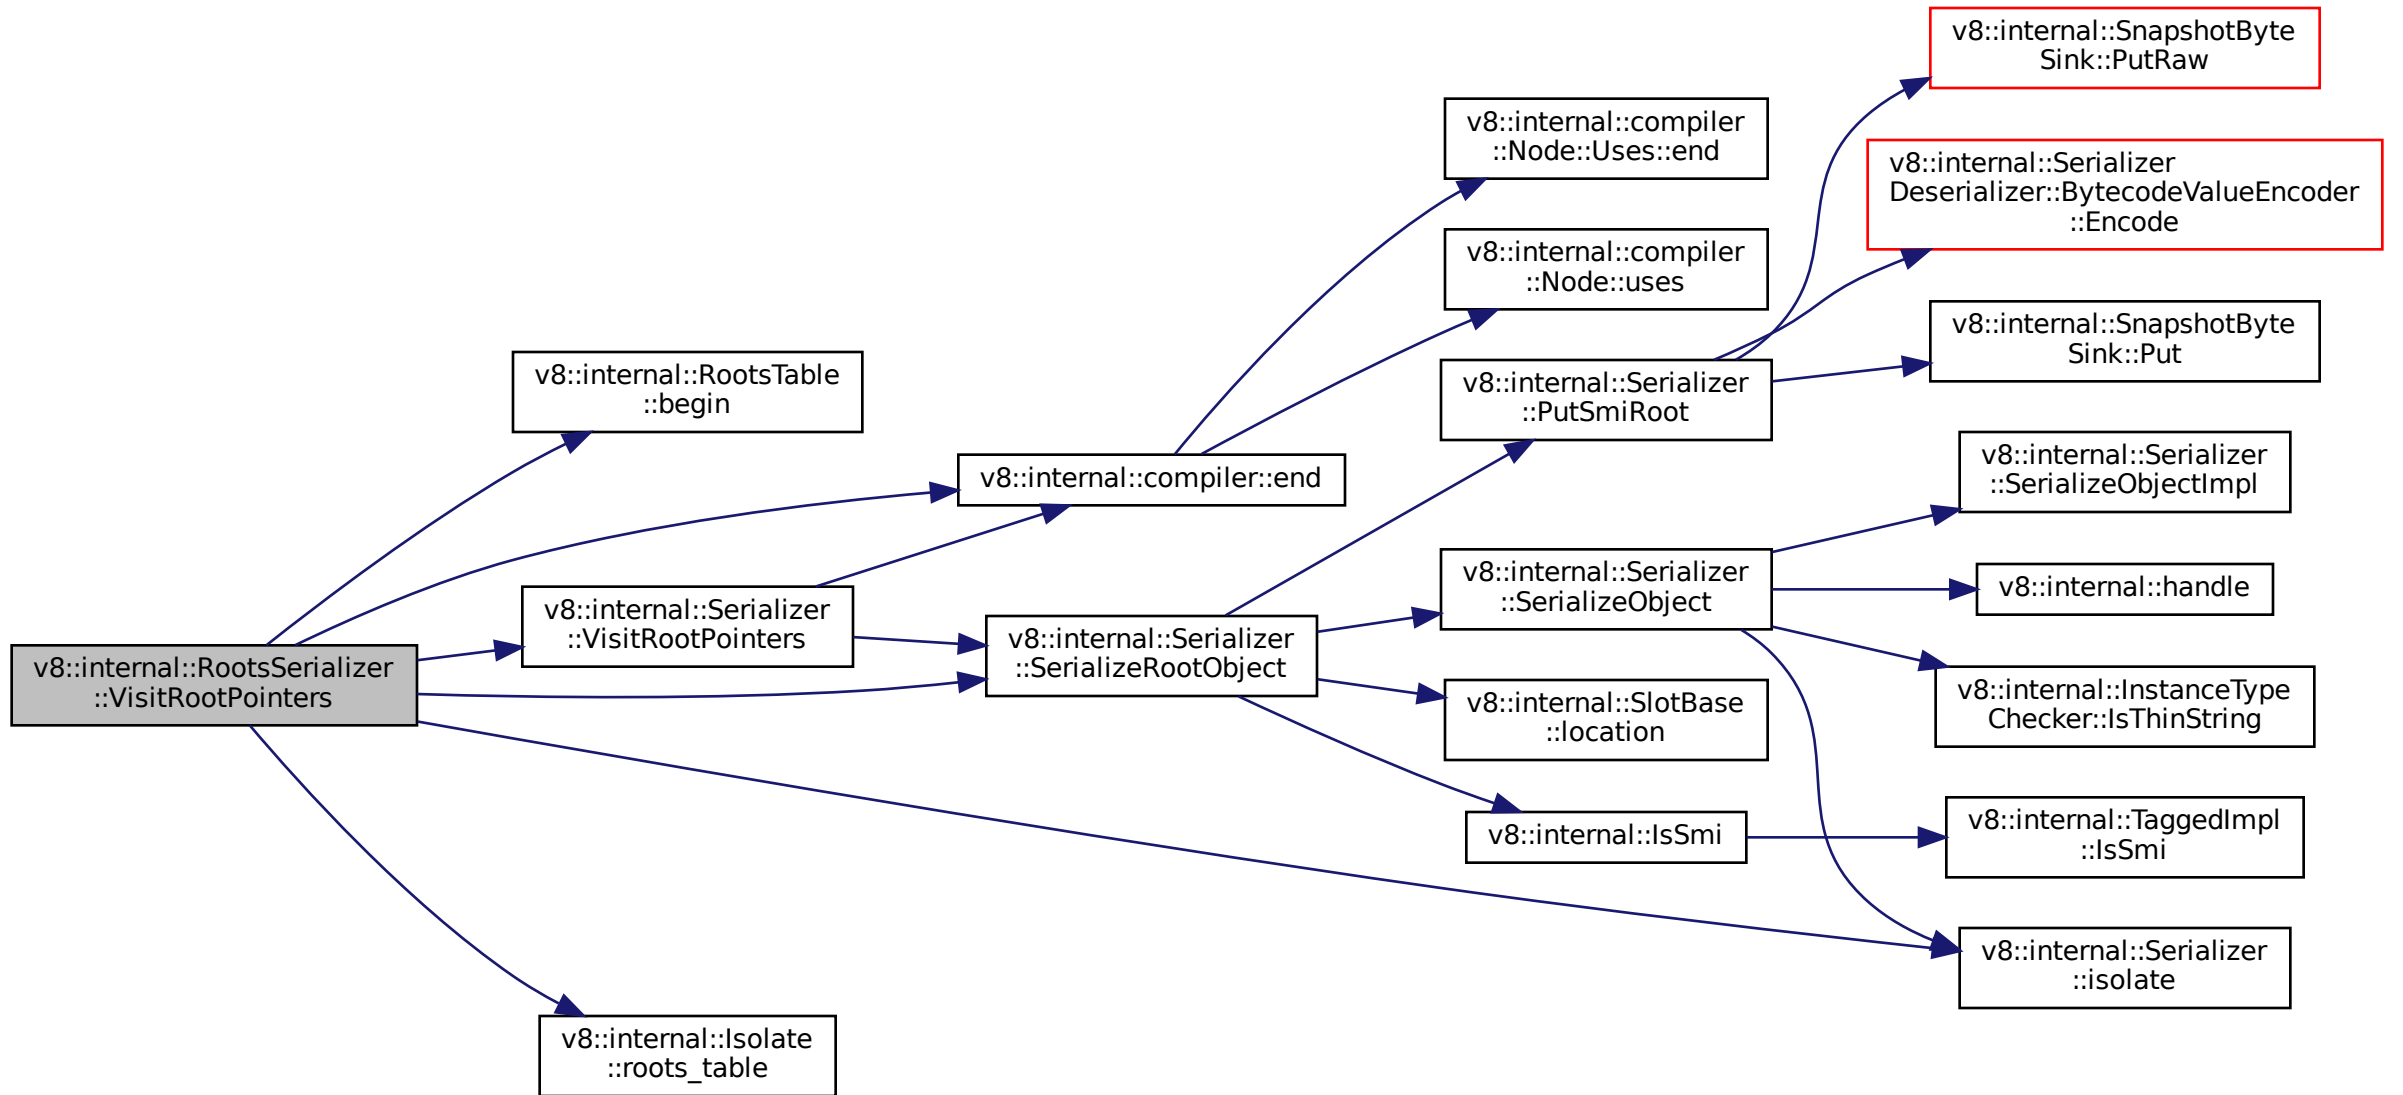 v8::internal::RootsSerializer
::VisitRootPointers
v8::internal::RootsTable
::begin
v8::internal::Serializer
::VisitRootPointers
v8::internal::Isolate
::roots_table
v8::internal::compiler::end
v8::internal::Serializer
::SerializeRootObject
v8::internal::compiler
::Node::Uses::end
v8::internal::compiler
::Node::uses
v8::internal::Serializer
::PutSmiRoot
v8::internal::Serializer
::SerializeObject
v8::internal::SlotBase
::location
v8::internal::IsSmi
v8::internal::SnapshotByte
Sink::PutRaw
v8::internal::Serializer
Deserializer::BytecodeValueEncoder
::Encode
v8::internal::SnapshotByte
Sink::Put
v8::internal::Serializer
::SerializeObjectImpl
v8::internal::handle
v8::internal::InstanceType
Checker::IsThinString
v8::internal::TaggedImpl
::IsSmi
v8::internal::Serializer
::isolate